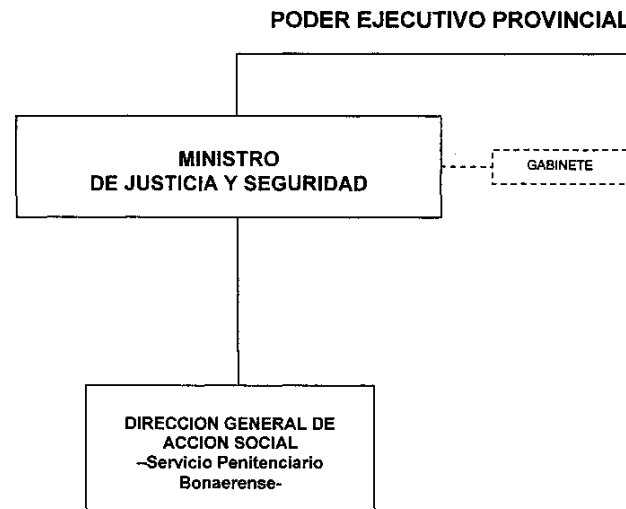 PODER EJECUTIVO PROVINCIAL
MINISTRO
DE JUSTICIA Y SEGURIDAD
GABINETE
DIRECCION GENERAL DE
ACCION SOCIAL
–Servicio Penitenciario
Bonaerense-